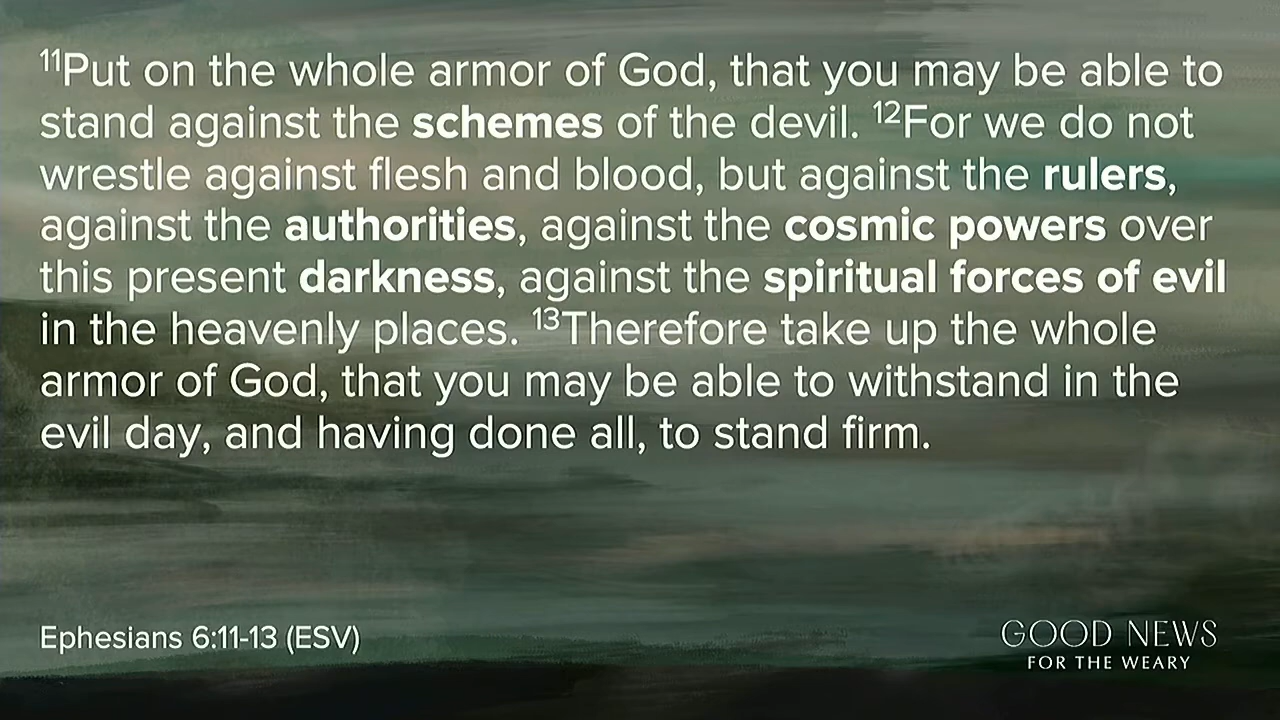 ¹¹Put on the whole armor of God, that you may be able to
stand against the schemes of the devil. ¹²For we do not
wrestle against flesh and blood, but against the rulers,
against the authorities, against the cosmic powers over
this present darkness, against the spiritual forces of evil
in the heavenly places. ¹³Therefore take up the whole
armor of God, that you may be able to withstand in the
evil day, and having done all, to stand firm.
Ephesians 6:11-13 (ESV)
GOOD NEWS
FOR THE WEARY